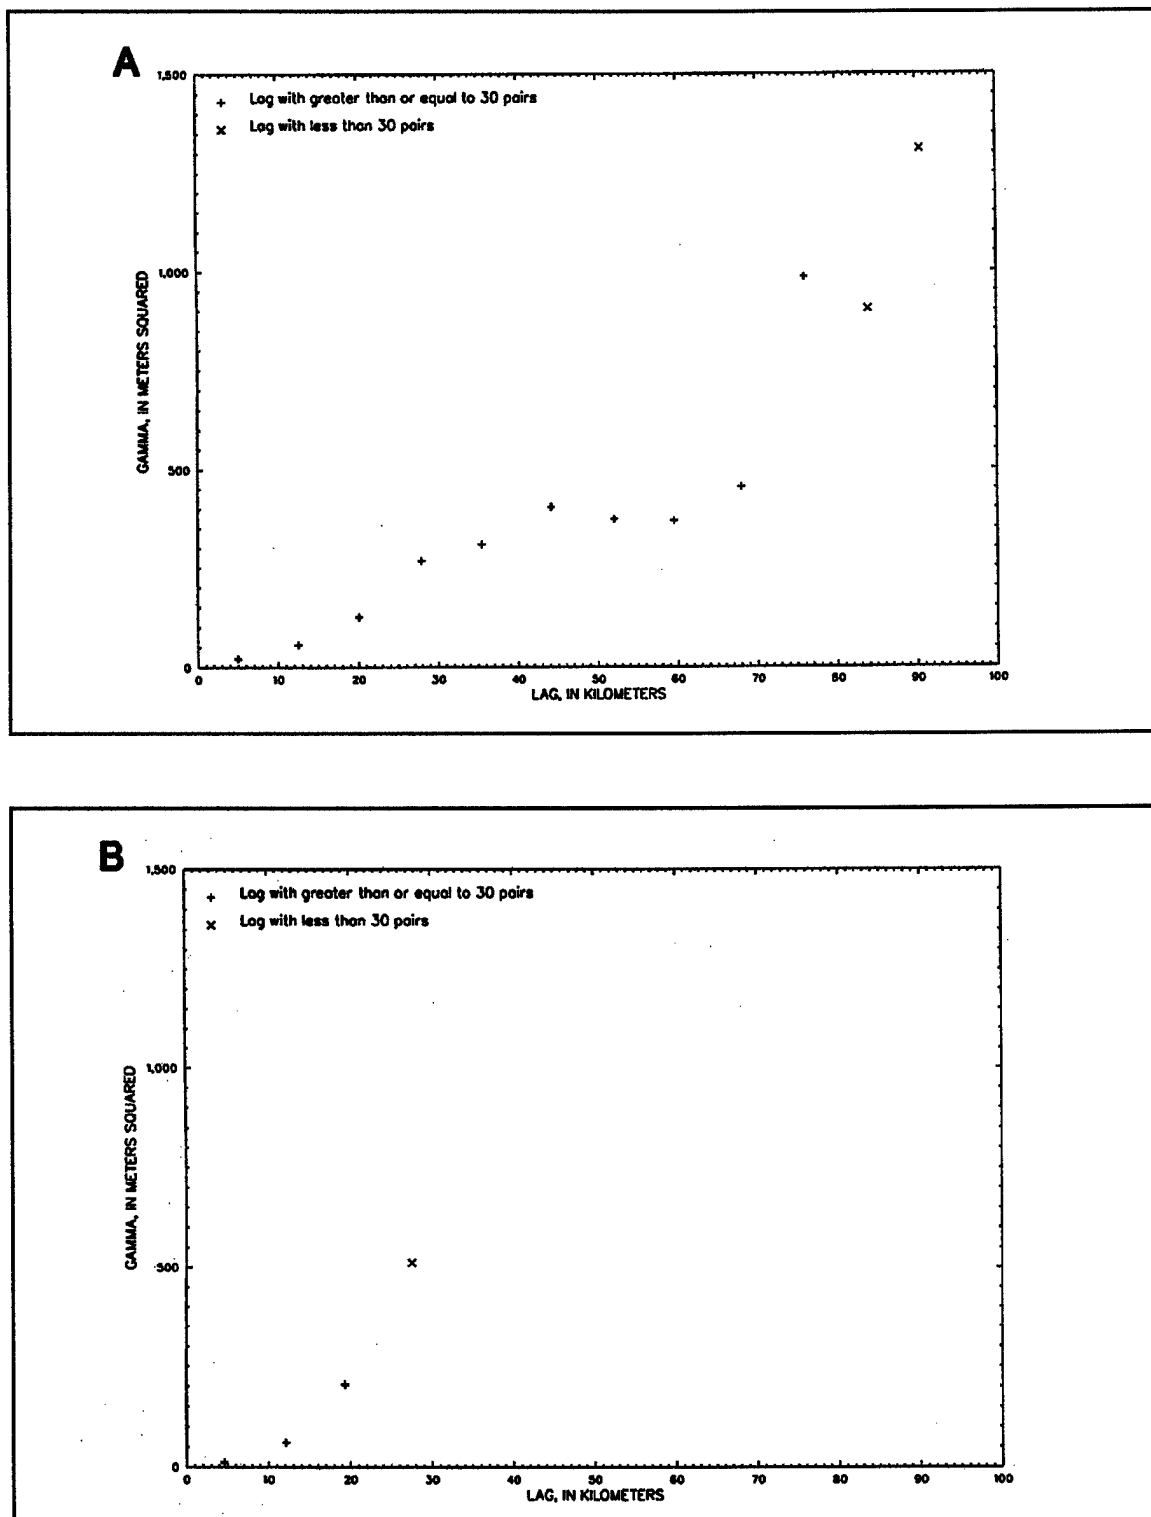 A
1,500
+ Lag with greater than or equal to 30 pairs
× Lag with less than 30 pairs
1,000
GAMMA, IN METERS SQUARED
500
0
0 10 20 30 40 50 60 70 80 90 100
LAG, IN KILOMETERS
B
1,500
+ Lag with greater than or equal to 30 pairs
× Lag with less than 30 pairs
1,000
GAMMA, IN METERS SQUARED
500
0
0 10 20 30 40 50 60 70 80 90 100
LAG, IN KILOMETERS